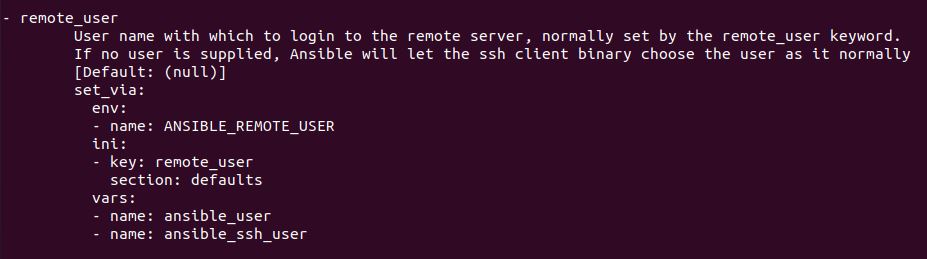 - remote_user
User name with which to login to the remote server, normally set by the remote_user keyword.
If no user is supplied, Ansible will let the ssh client binary choose the user as it normally
[Default: (null)]
set_via:
env:
- name: ANSIBLE_REMOTE_USER
ini:
- key: remote_user
section: defaults
vars:
- name: ansible_user
- name: ansible_ssh_user